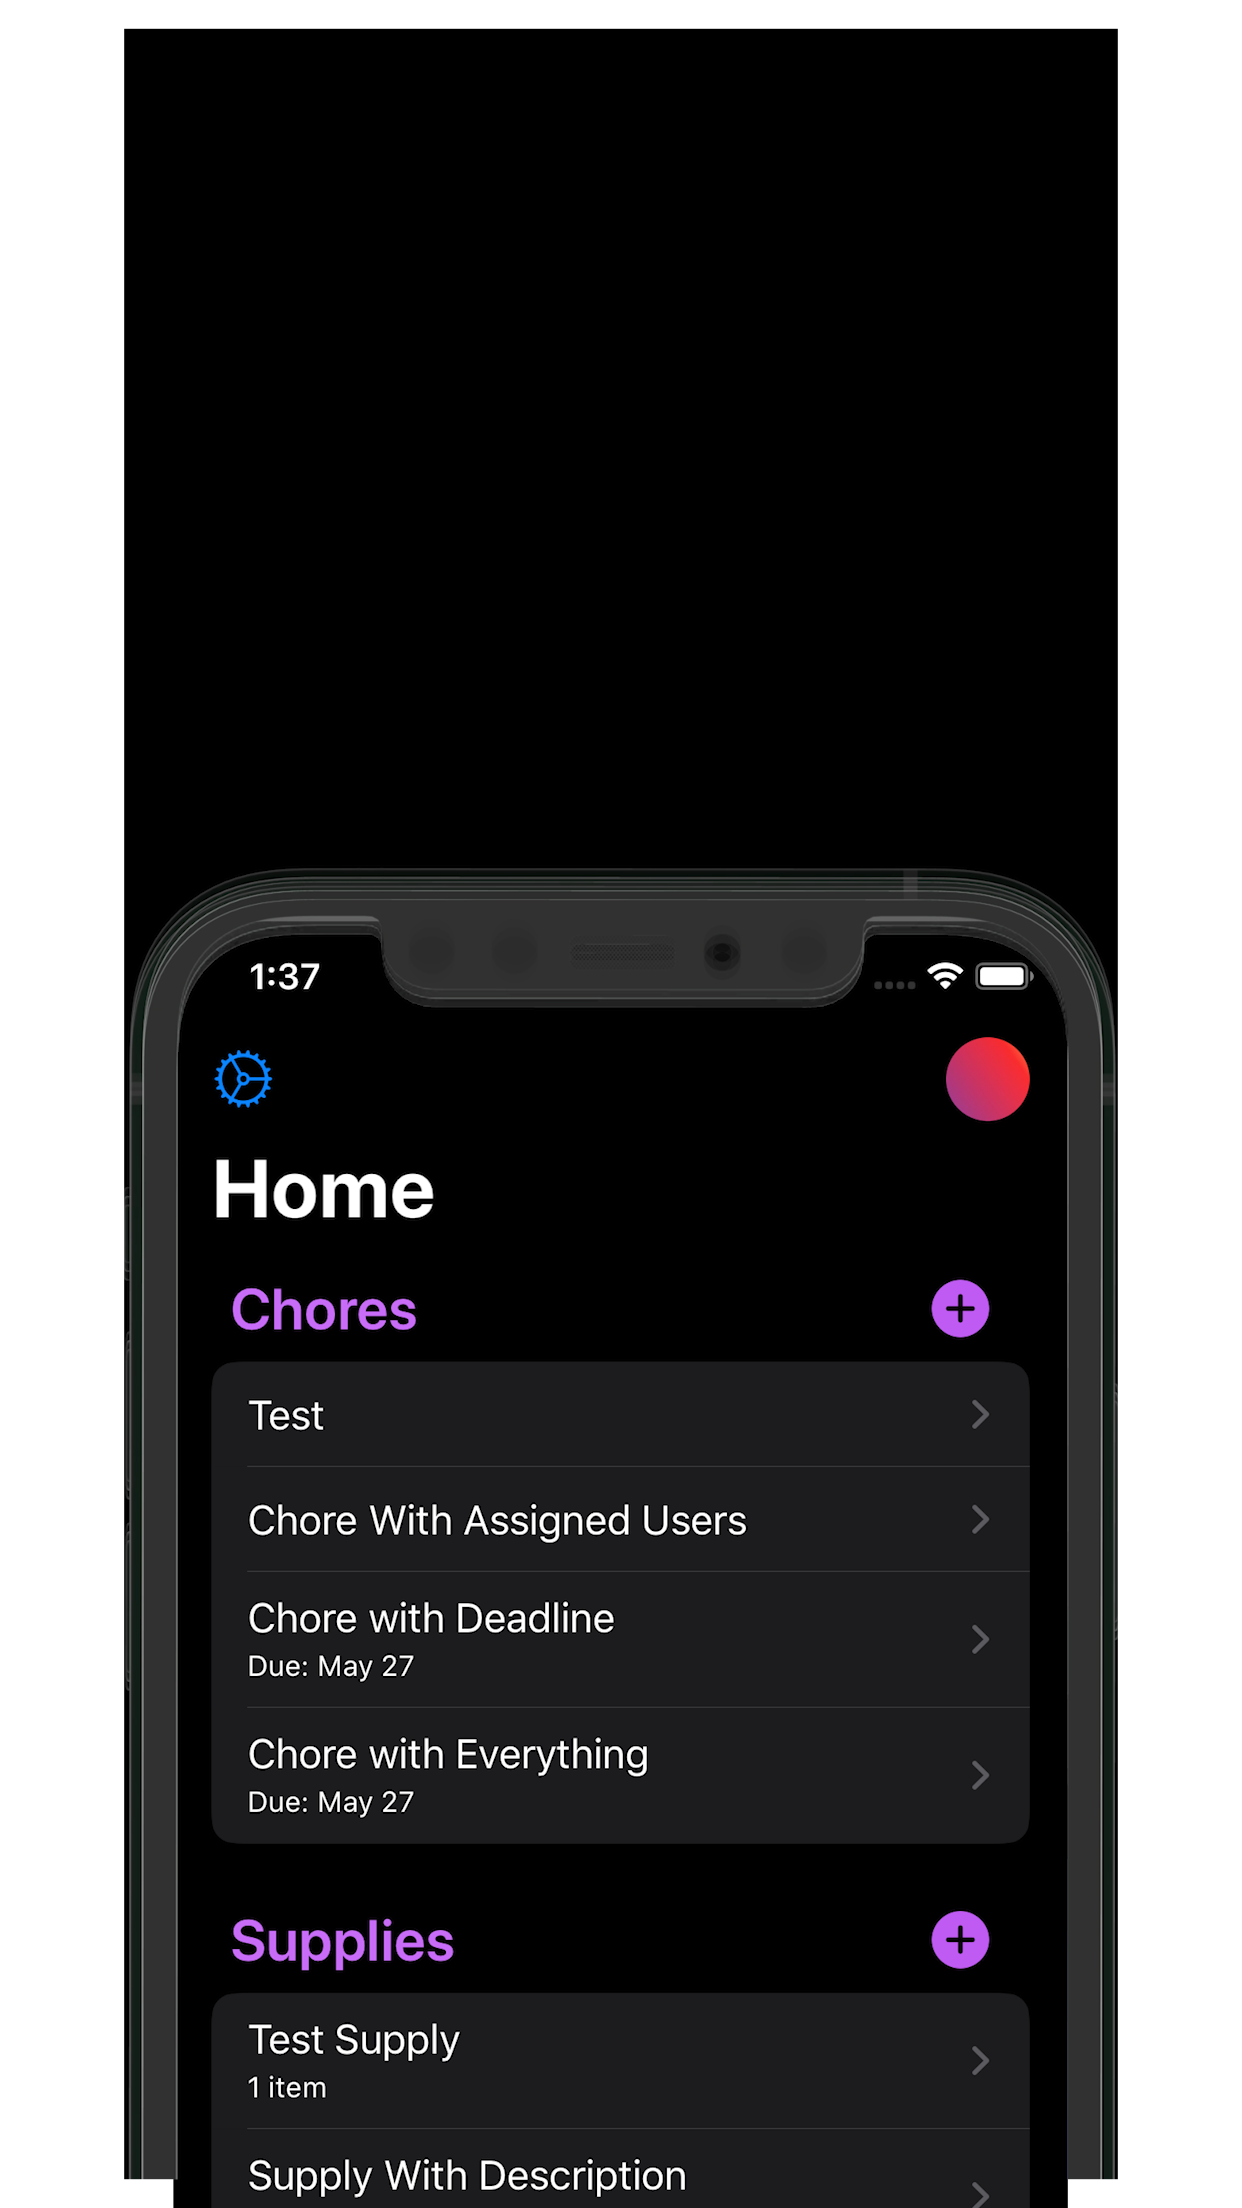 1:37
Home
Chores
Test
Chore With Assigned Users
Chore with Deadline
Due: May 27
Chore with Everything
Due: May 27
Supplies
Test Supply
1 item
Supply With Description